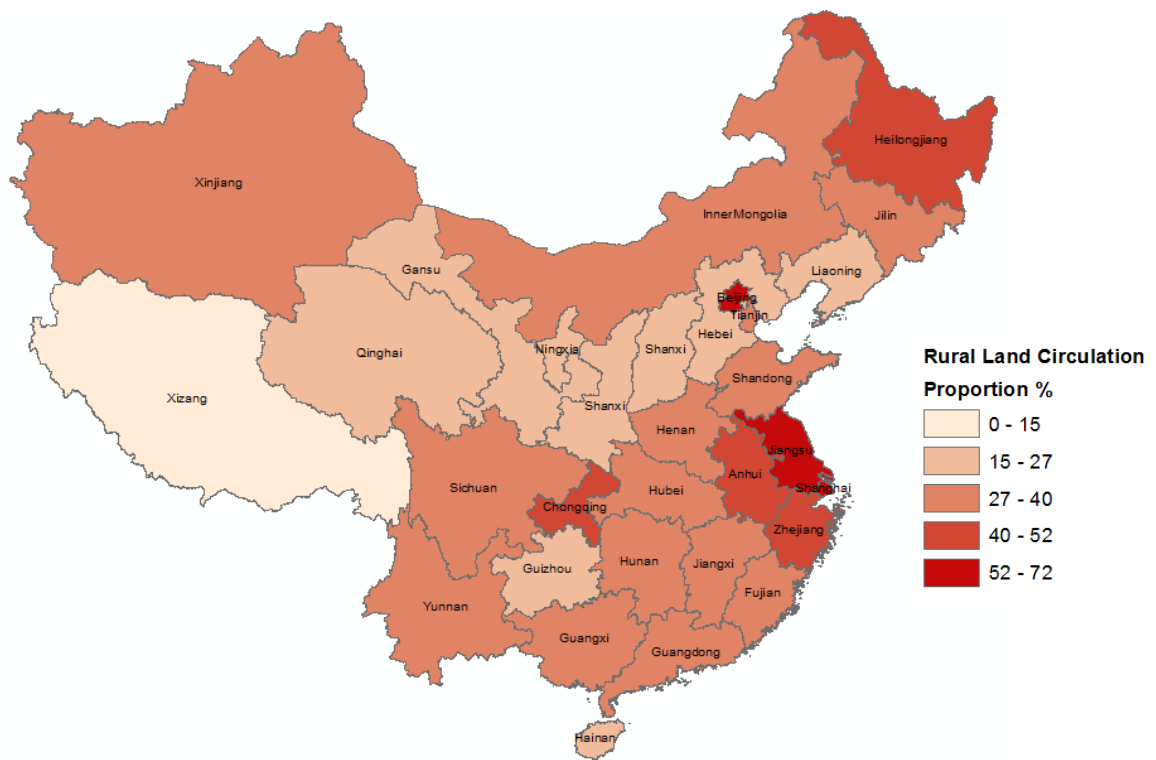 Heilongjiang
Xinjiang
InnerMongolia
Jilin
Gansu
Liaoning
Beijing
Tianjin
Hebei
Ningxia
Shanxi
Qinghai
Shandong
Xizang
Shanxi
Henan
Jiangsu
Anhui
Sichuan
Hubei
Shanghai
Chongqing
Zhejiang
Guizhou
Hunan
Jiangxi
Fujian
Yunnan
Guangxi
Guangdong
Hainan
Rural Land Circulation
Proportion %
0 - 15
15 - 27
27 - 40
40 - 52
52 - 72